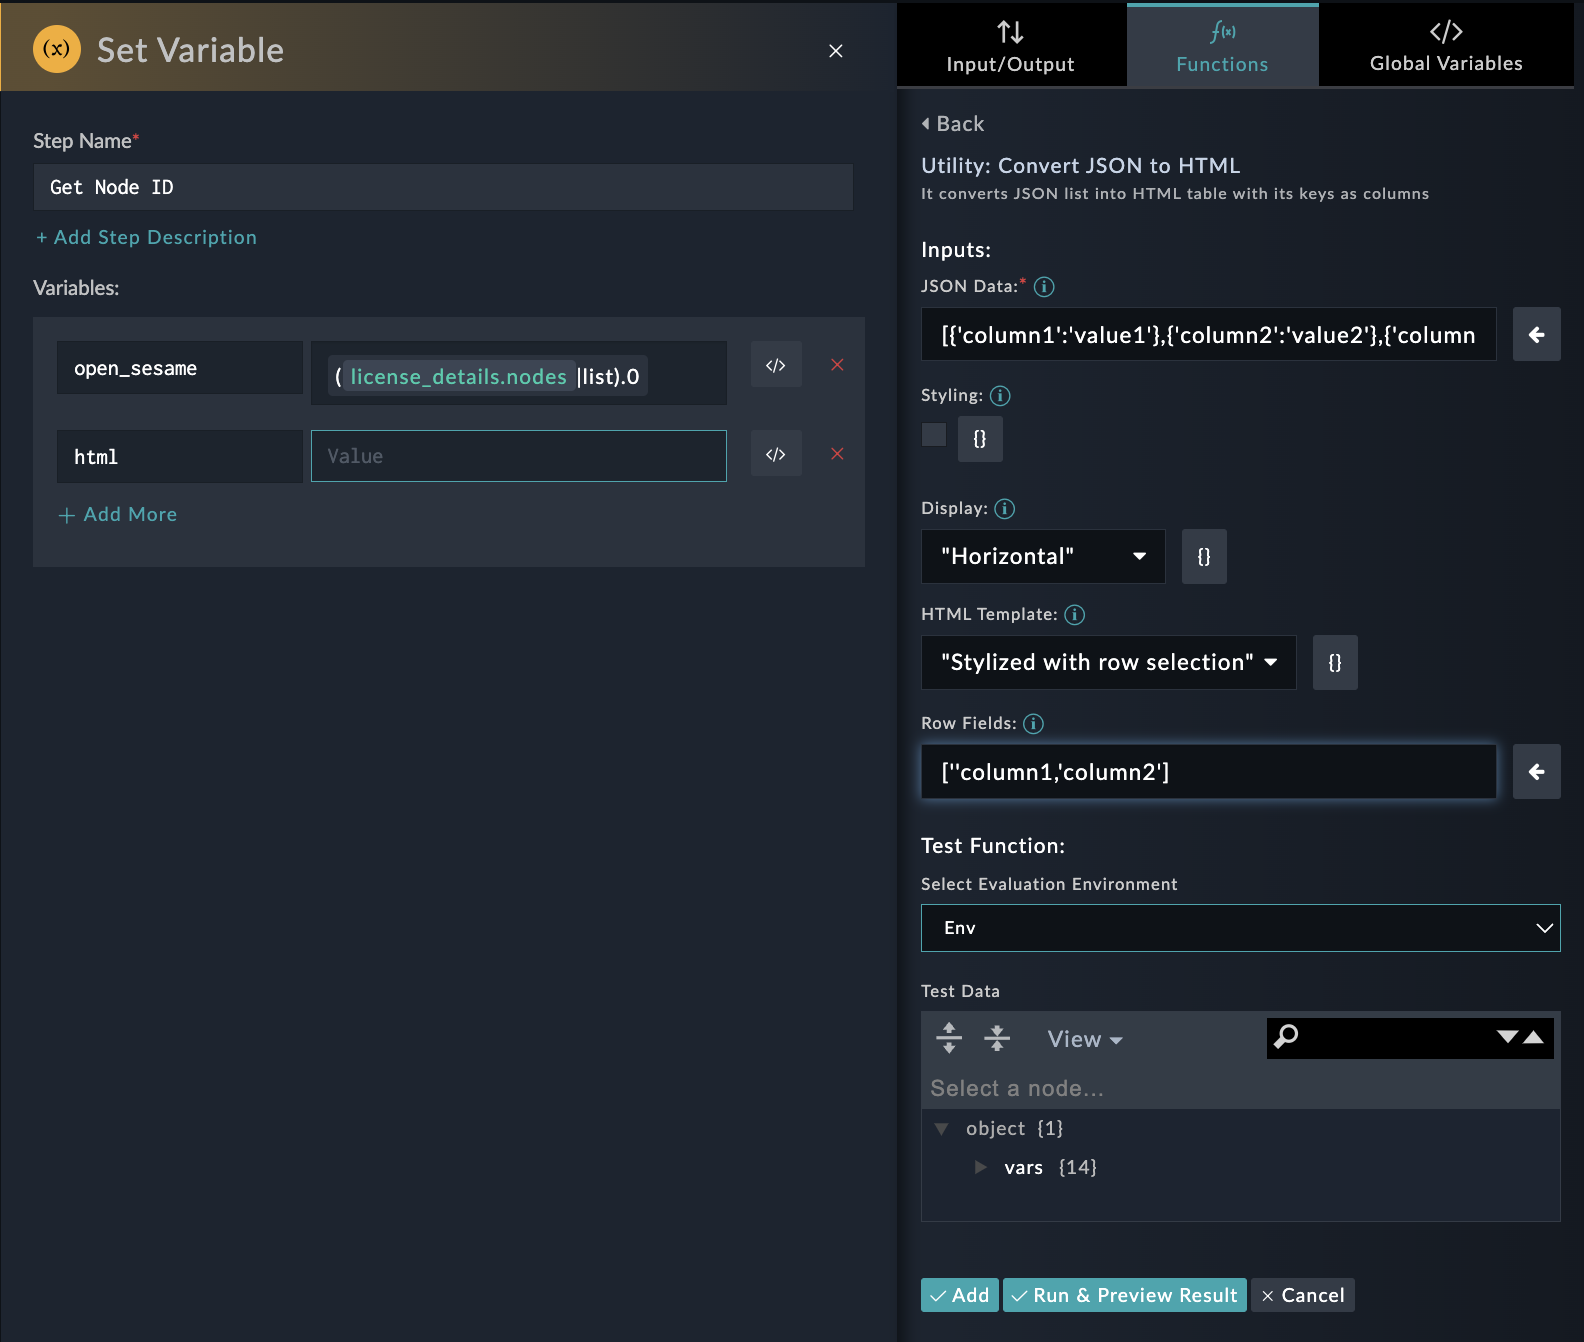 (x) Set Variable
Step Name*
Get Node ID
+ Add Step Description
Variables:
open_sesame
(license_details.nodes|list).0
</>
html
Value
</>
+ Add More
Input/Output
f(x)
Functions
</>
Global Variables
Back
Utility: Convert JSON to HTML
It converts JSON list into HTML table with its keys as columns
Inputs:
JSON Data:* i
[{'column1':'value1'},{'column2':'value2'},{'column
Styling: i
{}
Display: i
"Horizontal"
{}
HTML Template: i
"Stylized with row selection"
{}
Row Fields: i
[''column1,'column2']
Test Function:
Select Evaluation Environment
Env
Test Data
View
Select a node...
object {1}
vars {14}
Add
Run & Preview Result
Cancel